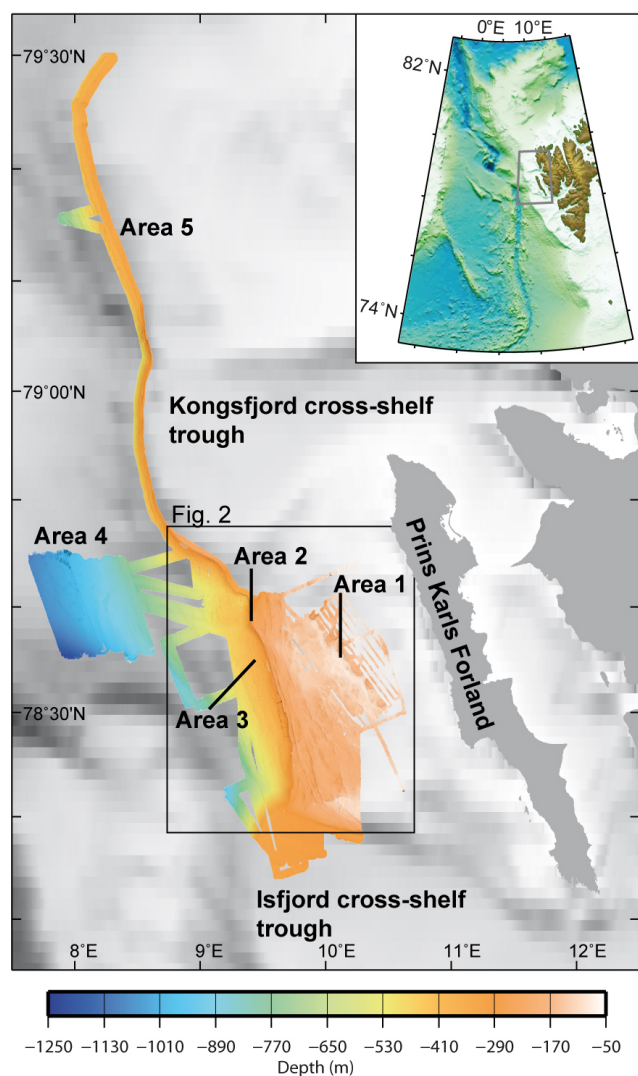 0°E 10°E
82°N
74°N
79˚30'N
Area 5
79˚00'N
Kongsfjord cross-shelf
trough
Fig. 2
Area 4
Area 2
Area 1
Prins Karls Forland
78˚30'N
Area 3
Isfjord cross-shelf
trough
8˚E 9˚E 10˚E 11˚E 12˚E
−1250 −1130 −1010 −890 −770 −650 −530 −410 −290 −170 −50
Depth (m)